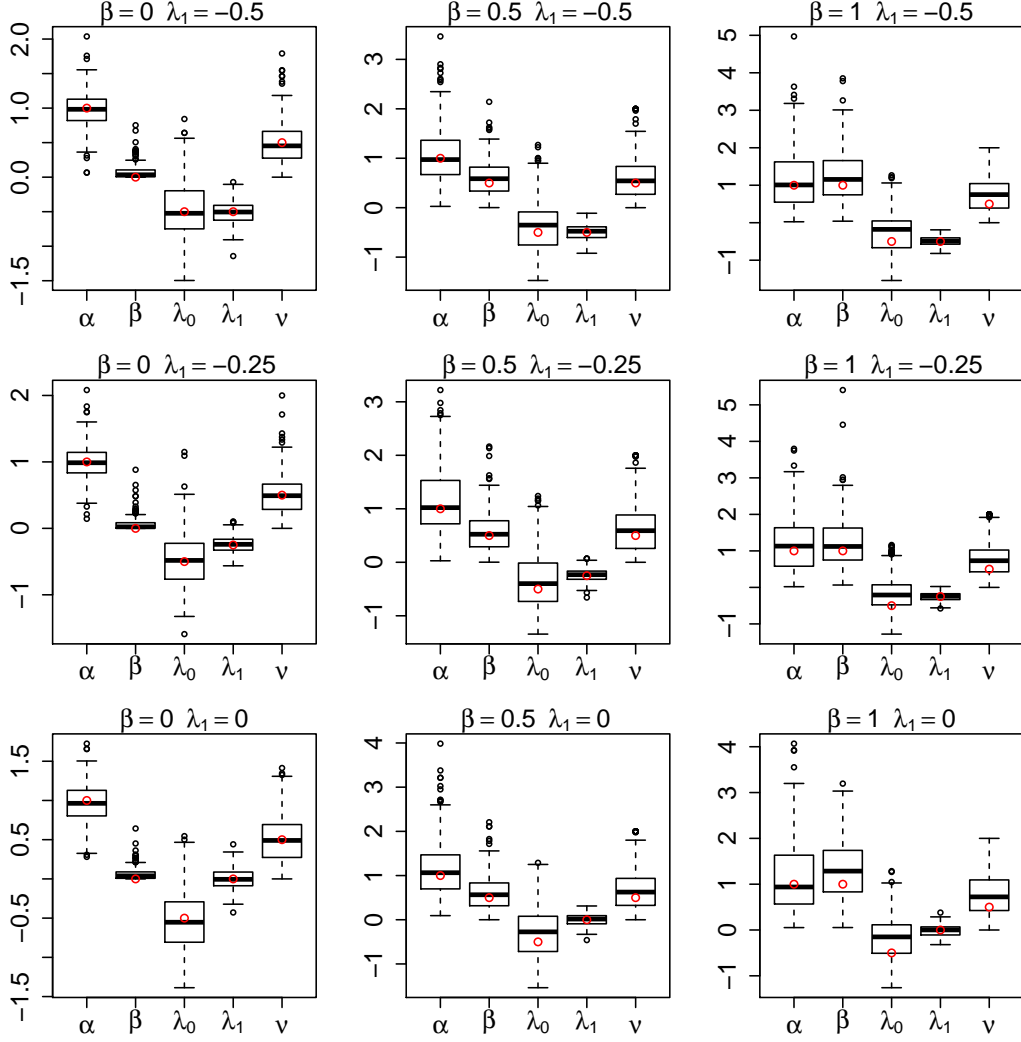 β = 0 λ₁ = −0.5
2.0
1.0
0.0
−1.5
α β λ₀ λ₁ ν
β = 0.5 λ₁ = −0.5
3
2
1
0
−1
α β λ₀ λ₁ ν
β = 1 λ₁ = −0.5
5
4
3
1
−1
α β λ₀ λ₁ ν
β = 0 λ₁ = −0.25
2
1
0
−1
α β λ₀ λ₁ ν
β = 0.5 λ₁ = −0.25
3
2
1
0
−1
α β λ₀ λ₁ ν
β = 1 λ₁ = −0.25
5
4
3
1
−1
α β λ₀ λ₁ ν
β = 0 λ₁ = 0
1.5
0.5
−0.5
−1.5
α β λ₀ λ₁ ν
β = 0.5 λ₁ = 0
4
3
2
1
0
−1
α β λ₀ λ₁ ν
β = 1 λ₁ = 0
4
3
2
1
0
−1
α β λ₀ λ₁ ν